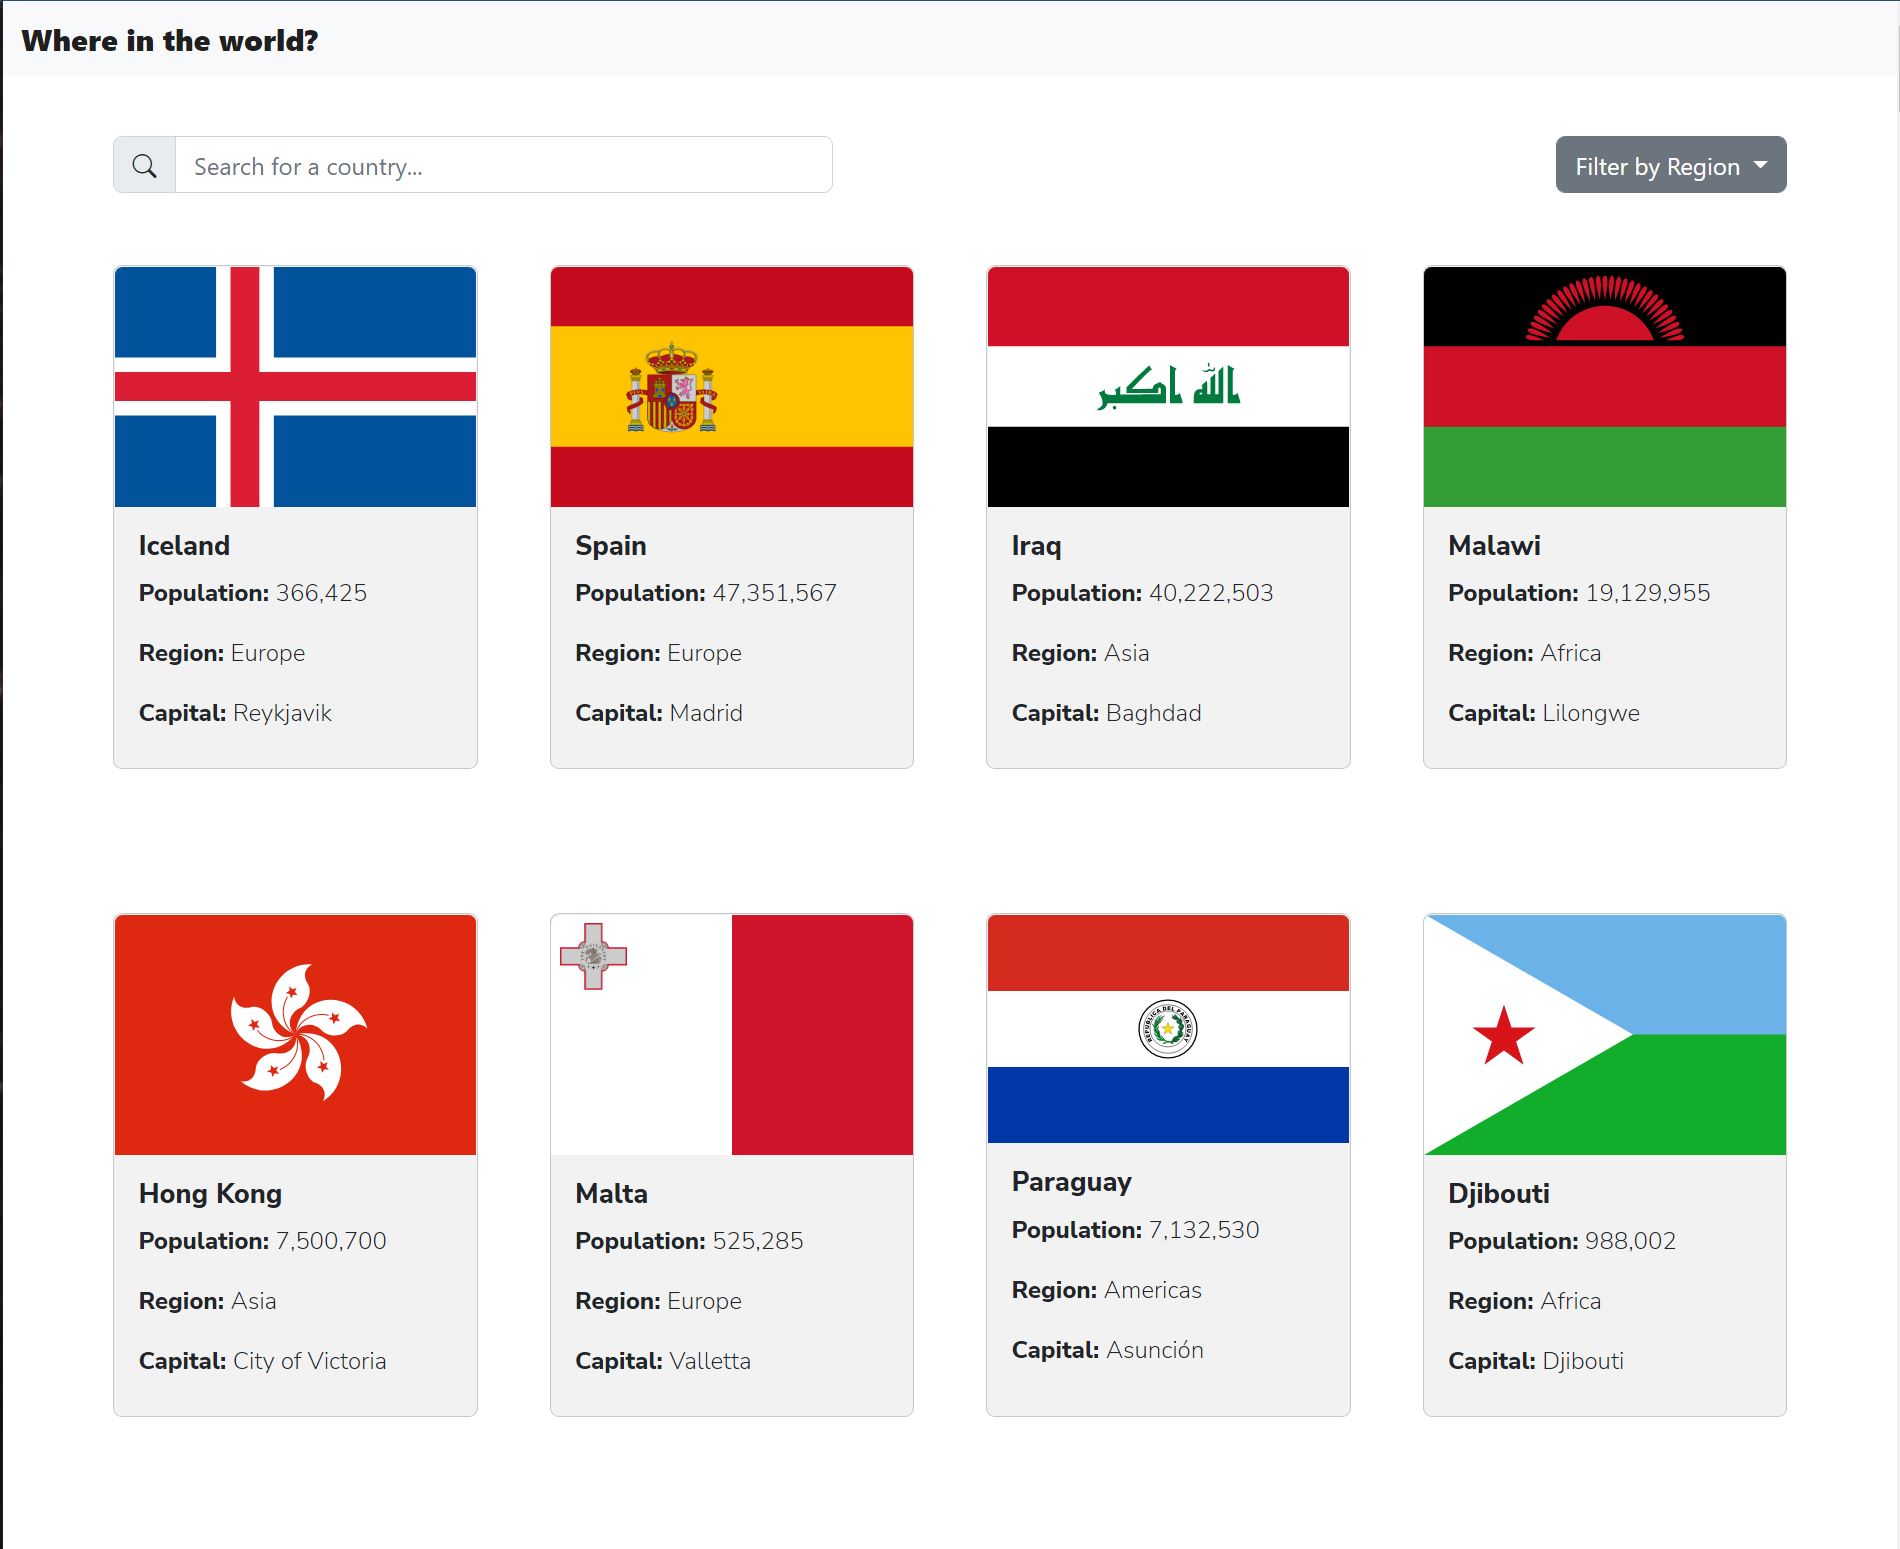 Where in the world?
Search for a country...
Filter by Region
الله اكبر
Iceland
Population: 366,425
Region: Europe
Capital: Reykjavik
Spain
Population: 47,351,567
Region: Europe
Capital: Madrid
Iraq
Population: 40,222,503
Region: Asia
Capital: Baghdad
Malawi
Population: 19,129,955
Region: Africa
Capital: Lilongwe
REPUBLICA DEL PARAGUAY
Hong Kong
Population: 7,500,700
Region: Asia
Capital: City of Victoria
Malta
Population: 525,285
Region: Europe
Capital: Valletta
Paraguay
Population: 7,132,530
Region: Americas
Capital: Asunción
Djibouti
Population: 988,002
Region: Africa
Capital: Djibouti